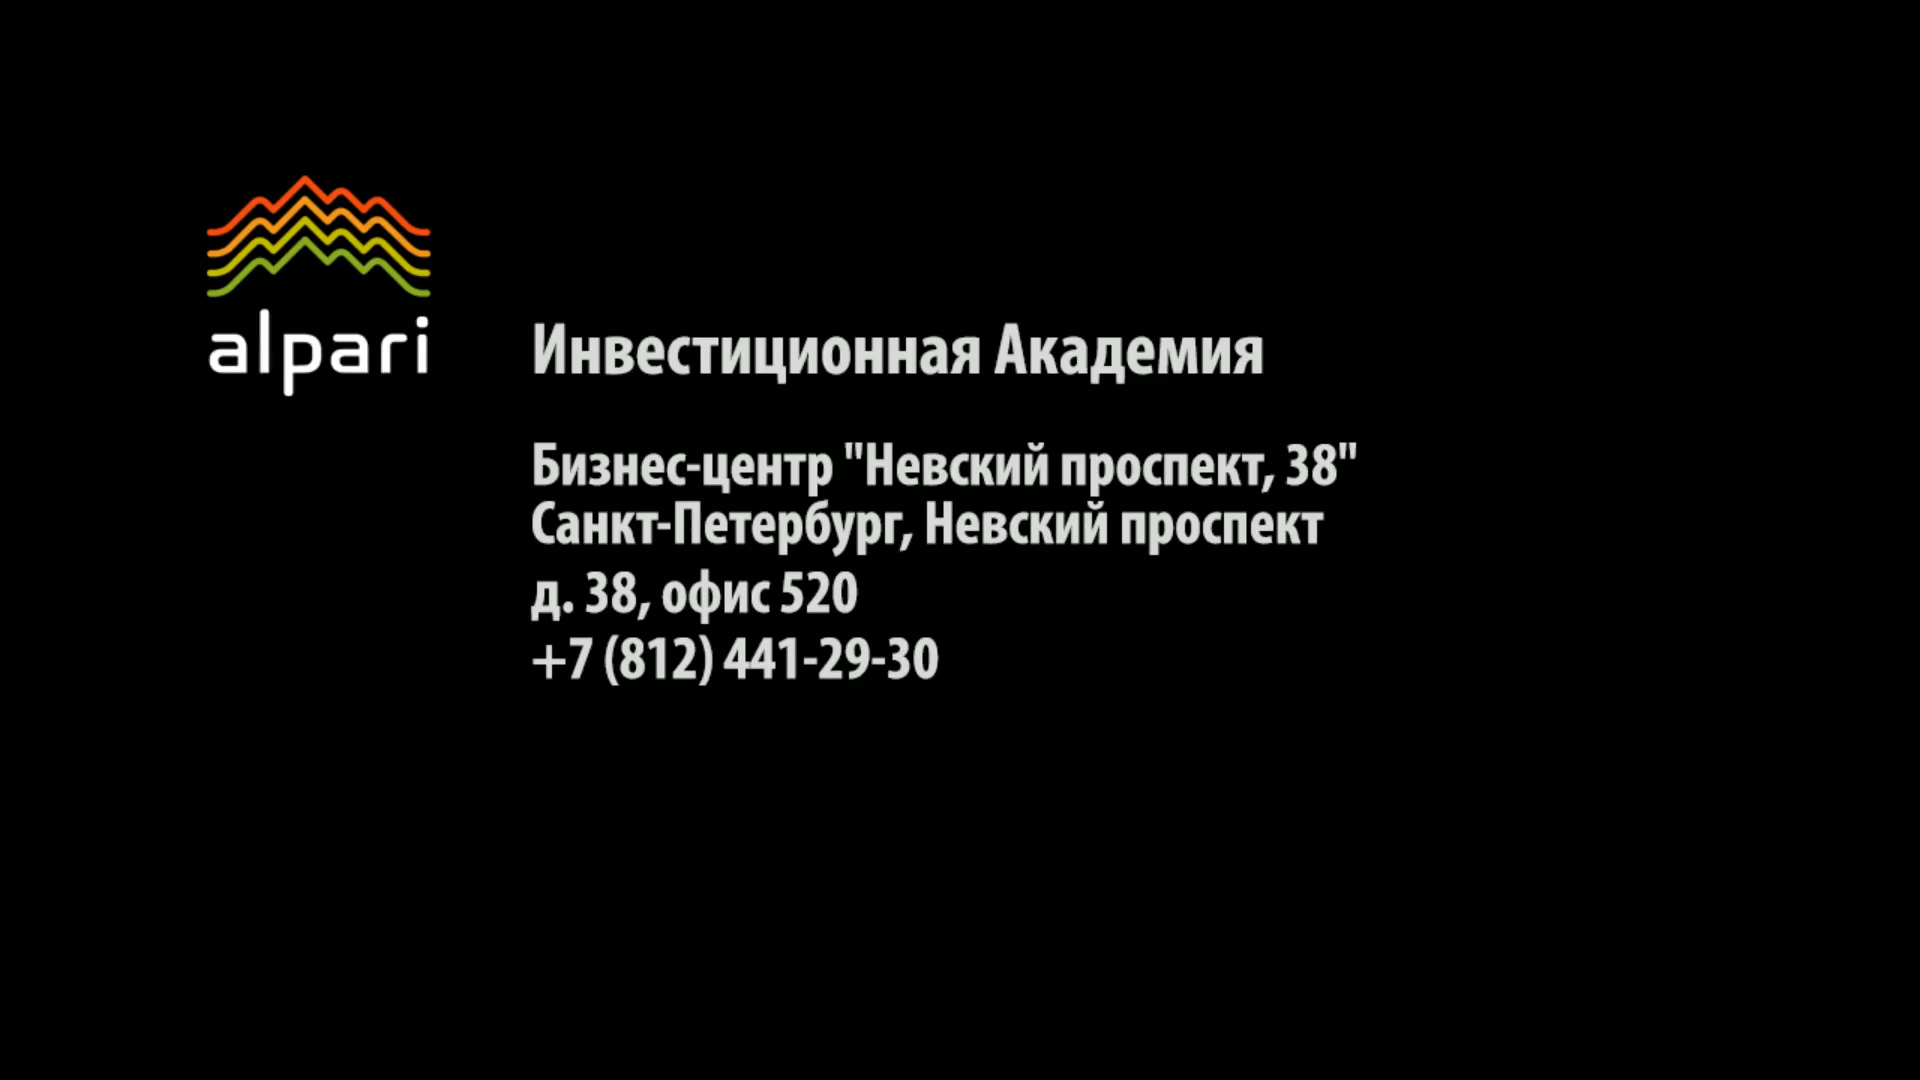 alpari
Инвестиционная Академия
Бизнес-центр "Невский проспект, 38"
Санкт-Петербург, Невский проспект
д. 38, офис 520
+7 (812) 441-29-30